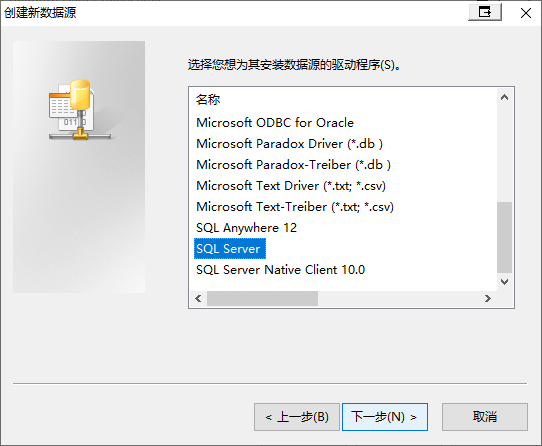 创建新数据源
选择您想为其安装数据源的驱动程序(S)。
名称
Microsoft ODBC for Oracle
Microsoft Paradox Driver (*.db )
Microsoft Paradox-Treiber (*.db )
Microsoft Text Driver (*.txt; *.csv)
Microsoft Text-Treiber (*.txt; *.csv)
SQL Anywhere 12
SQL Server
SQL Server Native Client 10.0
< 上一步(B)
下一步(N) >
取消